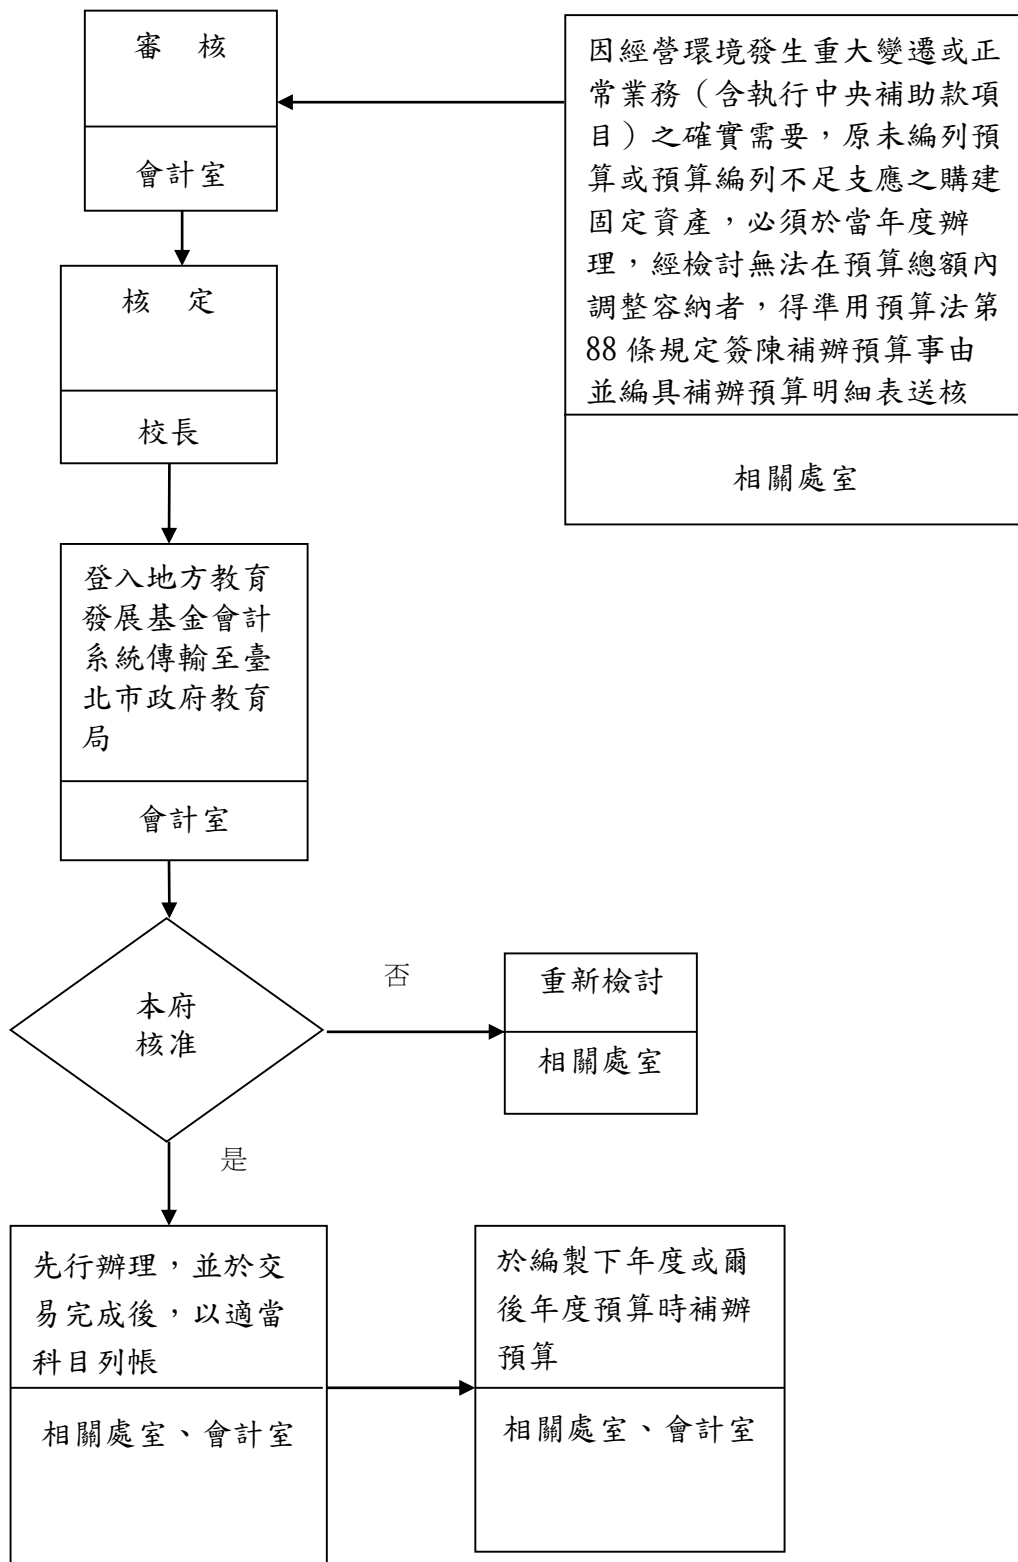 審　核
會計室
因經營環境發生重大變遷或正
常業務（含執行中央補助款項
目）之確實需要，原未編列預
算或預算編列不足支應之購建
固定資產，必須於當年度辦
理，經檢討無法在預算總額內
調整容納者，得準用預算法第
88 條規定簽陳補辦預算事由
並編具補辦預算明細表送核
相關處室
核　定
校長
登入地方教育
發展基金會計
系統傳輸至臺
北市政府教育
局
會計室
本府
核准
否
重新檢討
相關處室
是
先行辦理，並於交
易完成後，以適當
科目列帳
相關處室、會計室
於編製下年度或爾
後年度預算時補辦
預算
相關處室、會計室